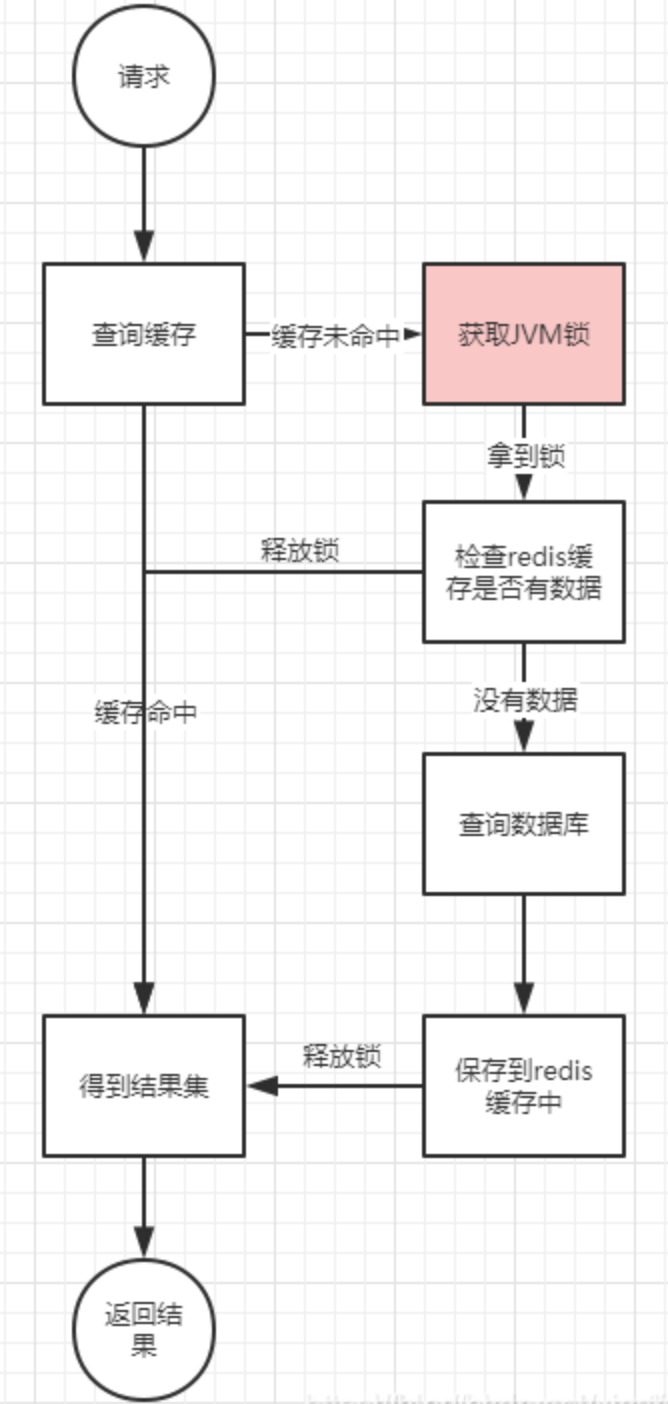 请求
查询缓存
缓存未命中
获取JVM锁
拿到锁
释放锁
检查redis缓
存是否有数据
缓存命中
没有数据
查询数据库
得到结果集
释放锁
保存到redis
缓存中
返回结
果